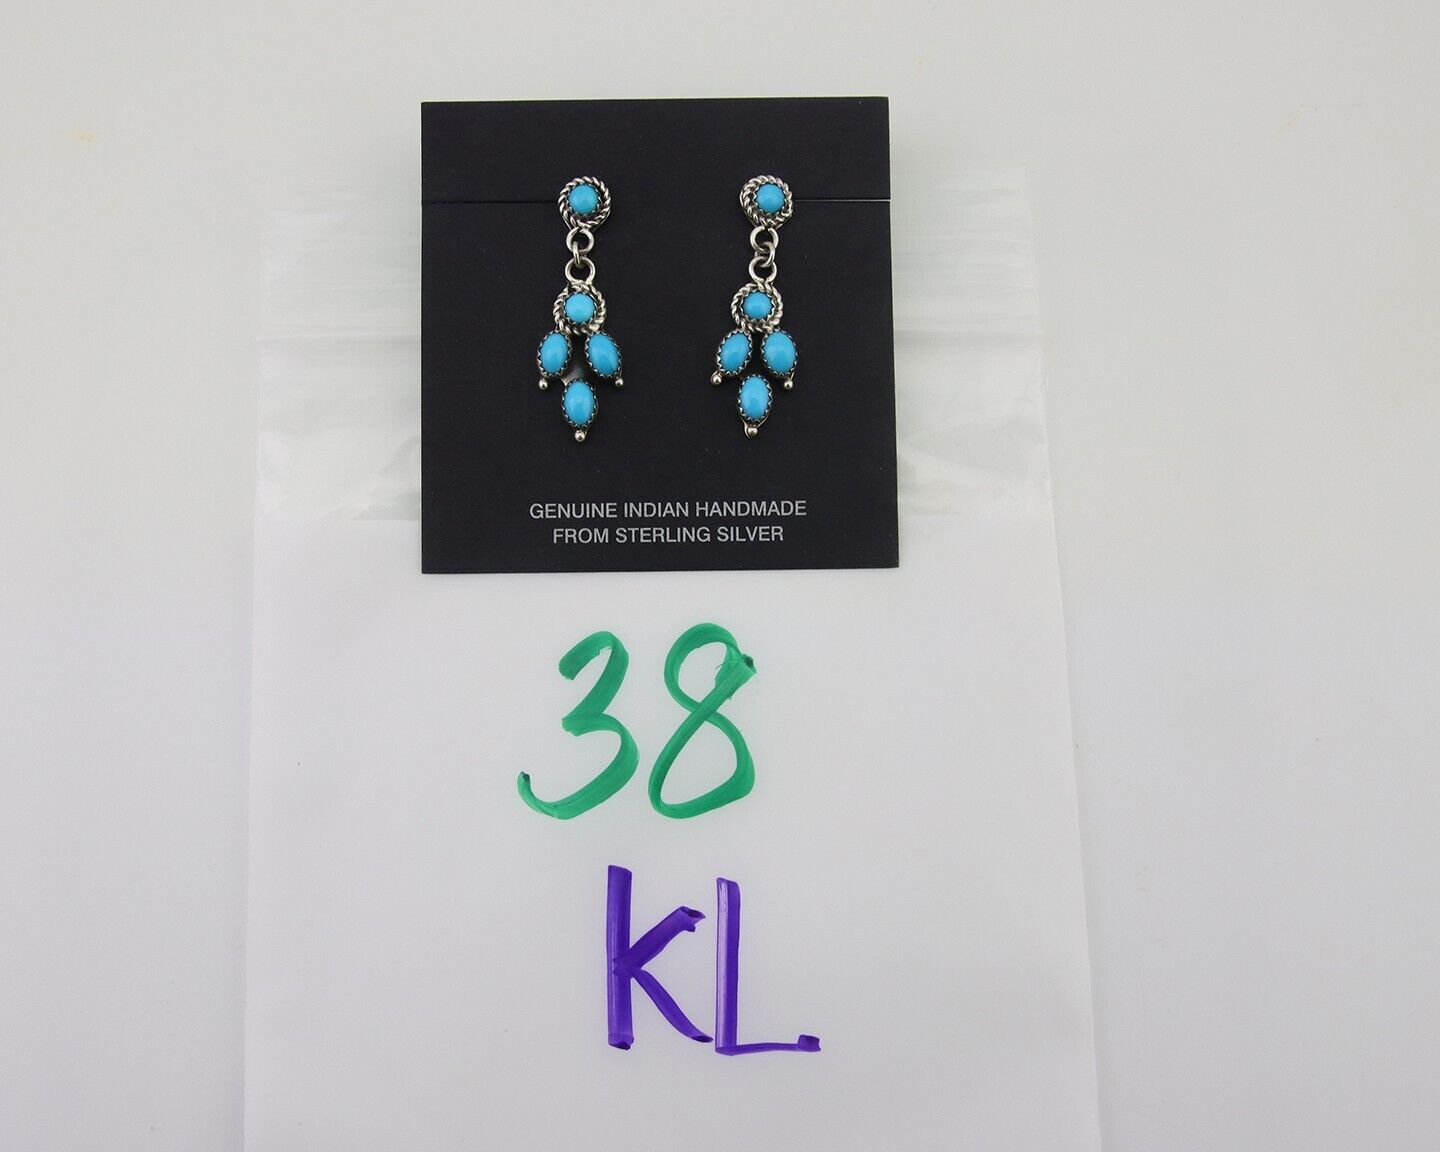 GENUINE INDIAN HANDMADE
FROM STERLING SILVER
38
KL